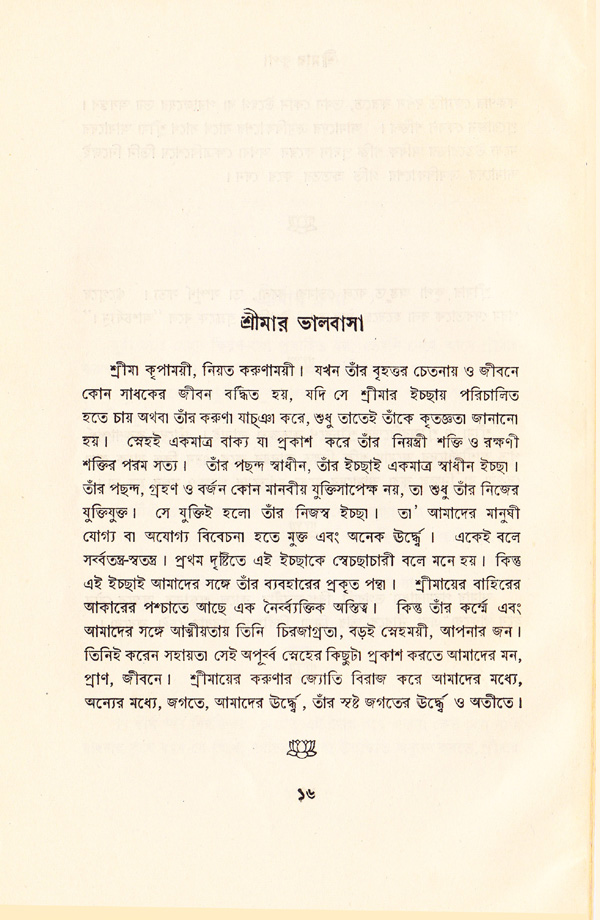 শ্রীমার ভালবাসা
শ্রীমা কৃপাময়ী, নিয়ত করুণাময়ী। যখন তাঁর বৃহত্তর চেতনায় ও জীবনে
কোন সাধকের জীবন বর্দ্ধিত হয়, যদি সে শ্রীমার ইচ্ছায় পরিচালিত
হতে চায় অথবা তাঁর করুণা যাচ্ঞা করে, শুধু তাতেই তাঁকে কৃতজ্ঞতা জানানো
হয়। স্নেহই একমাত্র বাক্য যা প্রকাশ করে তাঁর নিয়ন্ত্রী শক্তি ও রক্ষণী
শক্তির পরম সত্য। তাঁর পছন্দ স্বাধীন, তাঁর ইচ্ছাই একমাত্র স্বাধীন ইচ্ছা।
তাঁর পছন্দ, গ্রহণ ও বর্জন কোন মানবীয় যুক্তিসাপেক্ষ নয়, তা শুধু তাঁর নিজের
যুক্তিযুক্ত। সে যুক্তিই হলো তাঁর নিজস্ব ইচ্ছা। তা' আমাদের মানুষী
যোগ্য বা অযোগ্য বিবেচনা হতে মুক্ত এবং অনেক ঊর্দ্ধে। একেই বলে
সর্ব্বতন্ত্র-স্বতন্ত্র। প্রথম দৃষ্টিতে এই ইচ্ছাকে স্বেচছাচারী বলে মনে হয়। কিন্তু
এই ইচ্ছাই আমাদের সঙ্গে তাঁর ব্যবহারের প্রকৃত পন্থা। শ্রীমায়ের বাহিরের
আকারের পশ্চাতে আছে এক নৈর্ব্যক্তিক অস্তিত্ব। কিন্তু তাঁর কর্ম্মে এবং
আমাদের সঙ্গে আত্মীয়তায় তিনি চিরজাগ্রতা, বড়ই স্নেহময়ী, আপনার জন।
তিনিই করেন সহায়তা সেই অপূর্ব্ব স্নেহের কিছুটা প্রকাশ করতে আমাদের মন,
প্রাণ, জীবনে। শ্রীমায়ের করুণার জ্যোতি বিরাজ করে আমাদের মধ্যে,
অন্যের মধ্যে, জগতে, আমাদের ঊর্দ্ধে, তাঁর সৃষ্ট জগতের ঊর্দ্ধে ও অতীতে।
১৬